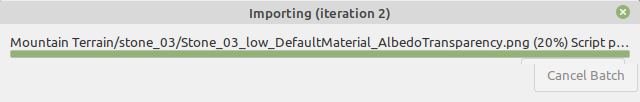 Importing (iteration 2)
Mountain Terrain/stone_03/Stone_03_low_DefaultMaterial_AlbedoTransparency.png (20%) Script p...
Cancel Batch